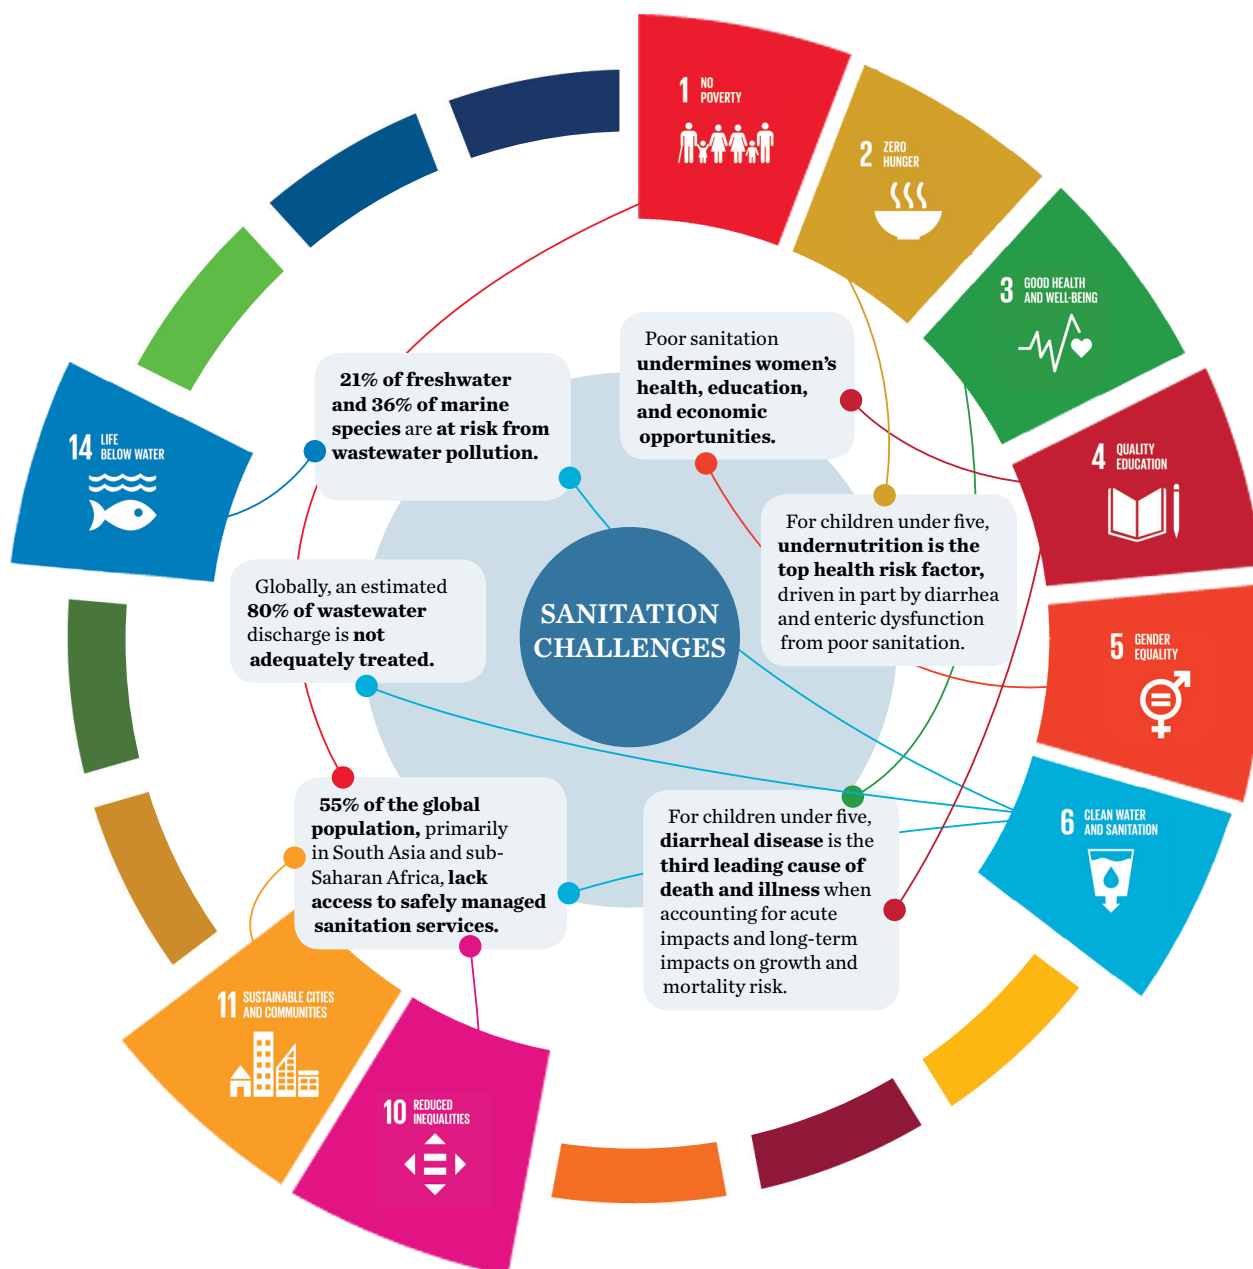 1 NO
POVERTY
2 ZERO
HUNGER
3 GOOD HEALTH
AND WELL-BEING
4 QUALITY
EDUCATION
5 GENDER
EQUALITY
6 CLEAN WATER
AND SANITATION
10 REDUCED
INEQUALITIES
11 SUSTAINABLE CITIES
AND COMMUNITIES
14 LIFE
BELOW WATER
SANITATION
CHALLENGES
21% of freshwater
and 36% of marine
species are at risk from
wastewater pollution.
Poor sanitation
undermines women’s
health, education,
and economic
opportunities.
For children under five,
undernutrition is the
top health risk factor,
driven in part by diarrhea
and enteric dysfunction
from poor sanitation.
Globally, an estimated
80% of wastewater
discharge is not
adequately treated.
55% of the global
population, primarily
in South Asia and sub-
Saharan Africa, lack
access to safely managed
sanitation services.
For children under five,
diarrheal disease is the
third leading cause of
death and illness when
accounting for acute
impacts and long-term
impacts on growth and
mortality risk.